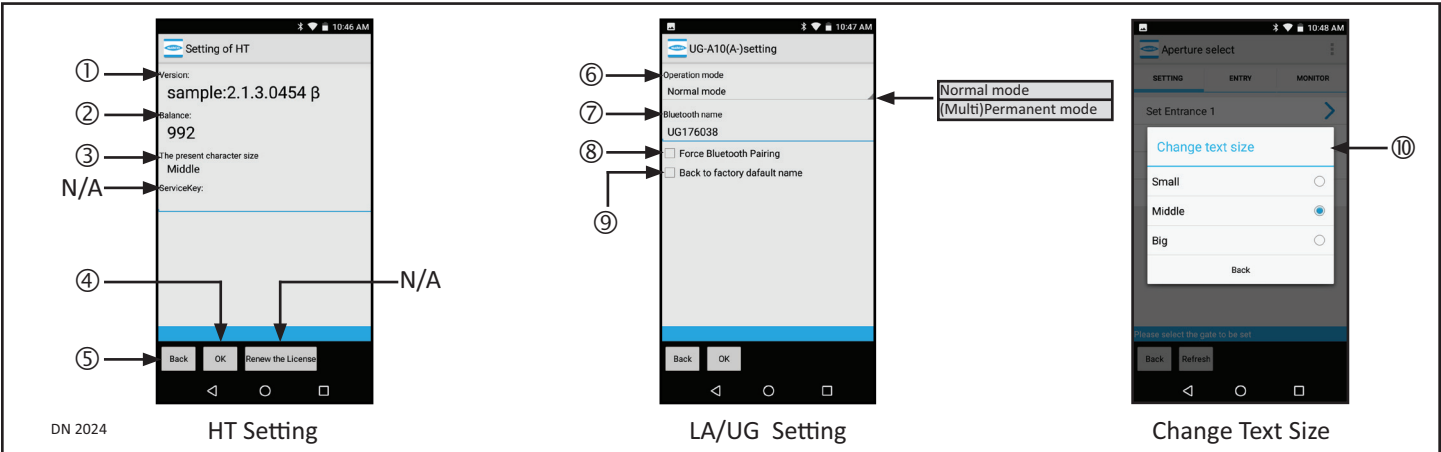 10:46 AM
Setting of HT
①
Version:
sample:2.1.3.0454 β
②
Balance:
992
③
The present character size
Middle
N/A
ServiceKey:
④
N/A
⑤
Back
OK
Renew the License
HT Setting
DN 2024
10:47 AM
UG-A10(A-)setting
⑥
Operation mode
Normal mode
Normal mode
(Multi)Permanent mode
⑦
Bluetooth name
UG176038
⑧
Force Bluetooth Pairing
Back to factory dafault name
⑨
Back
OK
LA/UG Setting
10:48 AM
Aperture select
SETTING
ENTRY
MONITOR
Set Entrance 1
Change text size
⑩
Small
Middle
Big
Back
Please select the gate to be set
Back
Refresh
Change Text Size